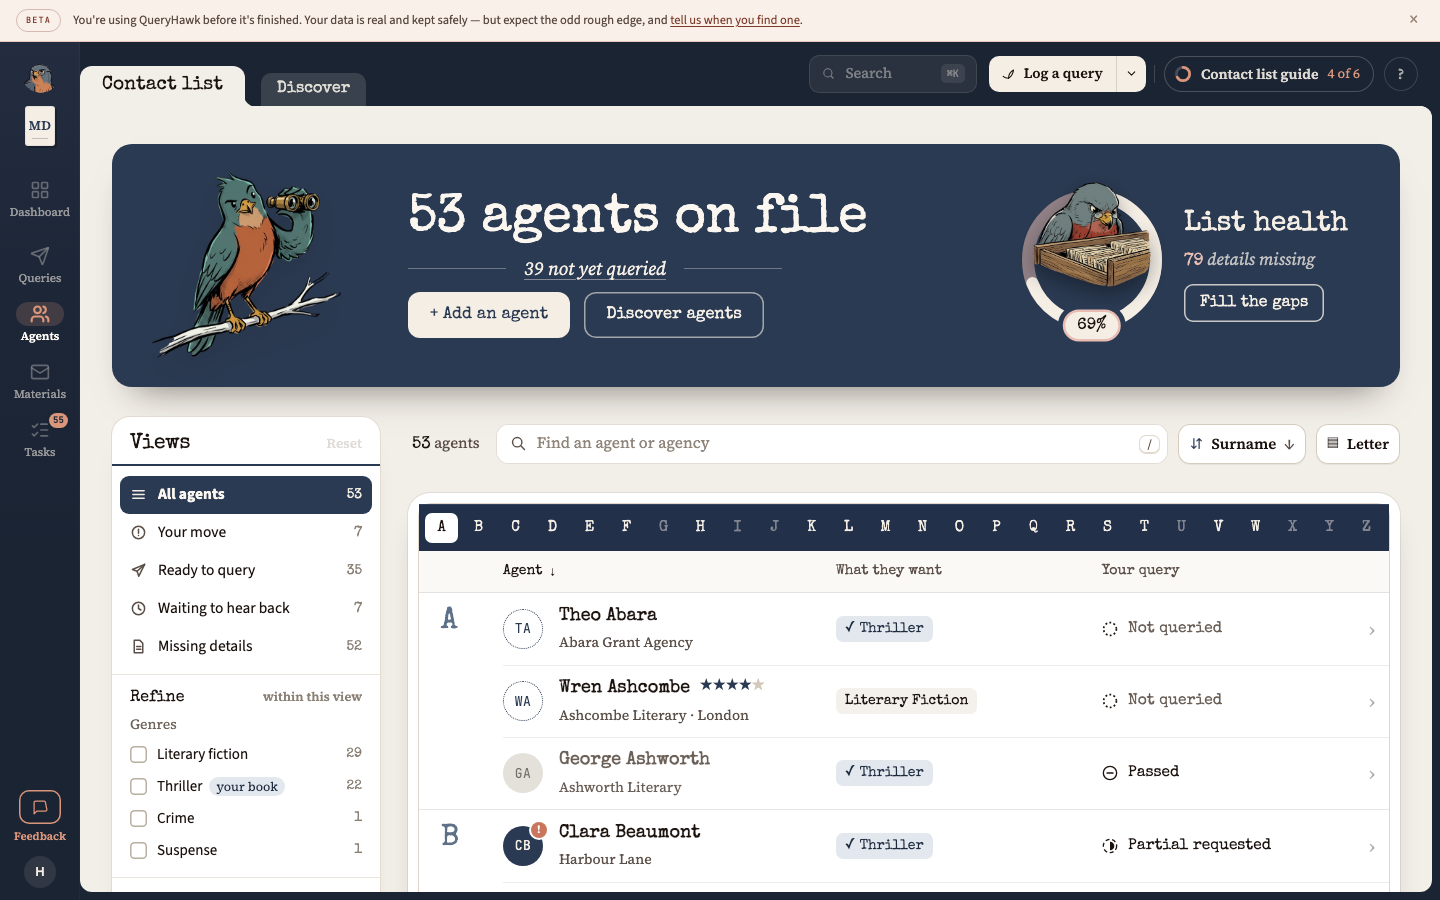 BETA You're using QueryHawk before it's finished. Your data is real and kept safely — but expect the odd rough edge, and tell us when you find one. ×
Contact list
Discover
Search ⌘K
Log a query
Contact list guide 4 of 6
?
MD
Dashboard
Queries
Agents
Materials
55
Tasks
Feedback
H
53 agents on file
39 not yet queried
+ Add an agent
Discover agents
69%
List health
79 details missing
Fill the gaps
Views Reset
All agents 53
Your move 7
Ready to query 35
Waiting to hear back 7
Missing details 52
Refine within this view
Genres
Literary fiction 29
Thriller your book 22
Crime 1
Suspense 1
53 agents
Find an agent or agency /
Surname ↓
Letter
A B C D E F G H I J K L M N O P Q R S T U V W X Y Z
Agent ↓ What they want Your query
A
TA Theo Abara
Abara Grant Agency
✓ Thriller
Not queried
WA Wren Ashcombe ★★★★★
Ashcombe Literary · London
Literary Fiction
Not queried
GA George Ashworth
Ashworth Literary
✓ Thriller
Passed
B
CB ! Clara Beaumont
Harbour Lane
✓ Thriller
Partial requested